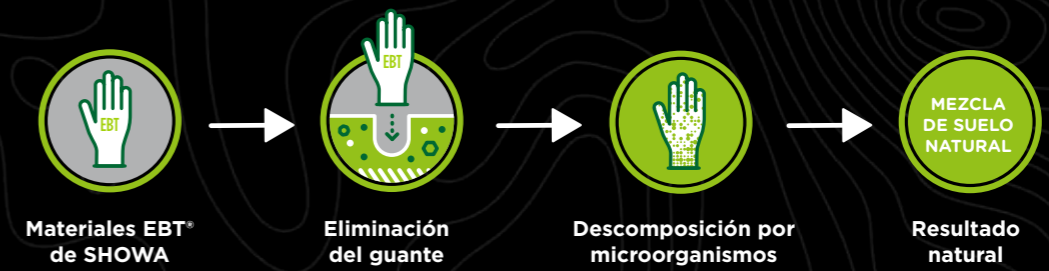 EBT
EBT
MEZCLA
DE SUELO
NATURAL
Materiales EBT®
de SHOWA
Eliminación
del guante
Descomposición por
microorganismos
Resultado
natural